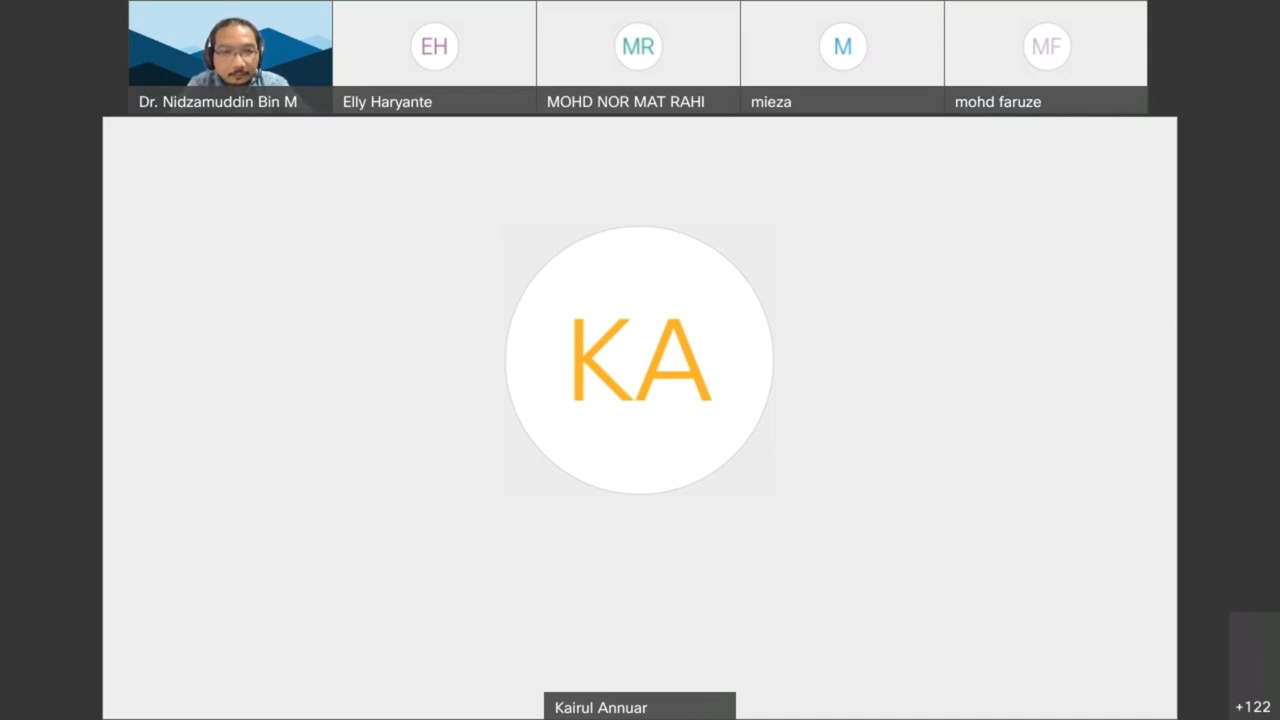 EH
MR
M
MF
Dr. Nidzamuddin Bin M
Elly Haryante
MOHD NOR MAT RAHI
mieza
mohd faruze
KA
Kairul Annuar
+122